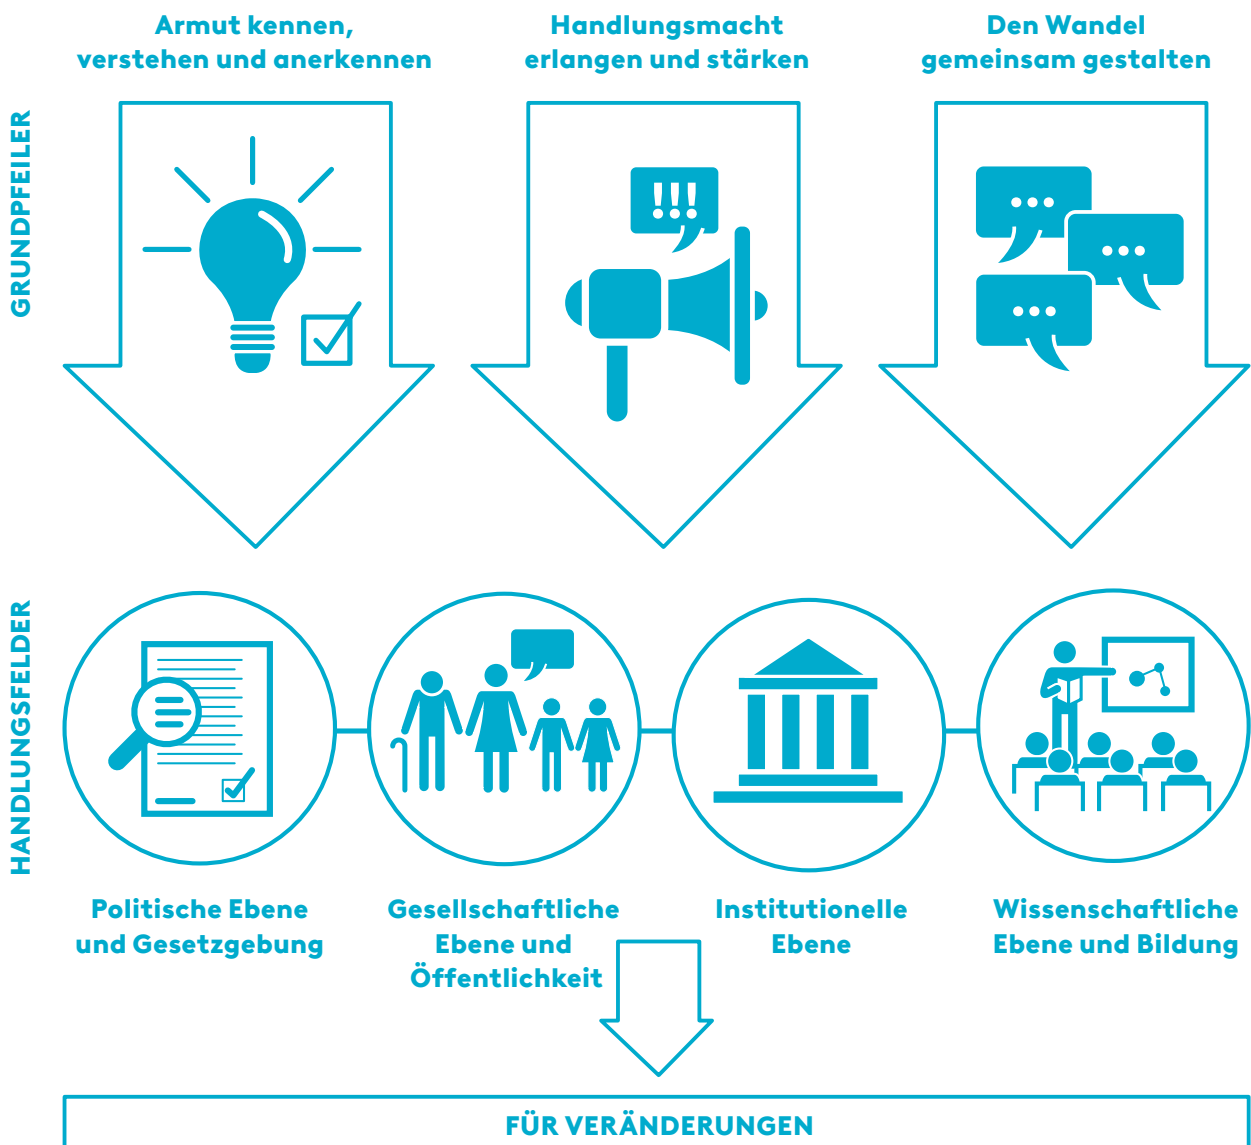 Armut kennen,
verstehen und anerkennen
Handlungsmacht
erlangen und stärken
Den Wandel
gemeinsam gestalten
GRUNDPFEILER
!!!
HANDLUNGSFELDER
Politische Ebene
und Gesetzgebung
Gesellschaftliche
Ebene und
Öffentlichkeit
Institutionelle
Ebene
Wissenschaftliche
Ebene und Bildung
FÜR VERÄNDERUNGEN